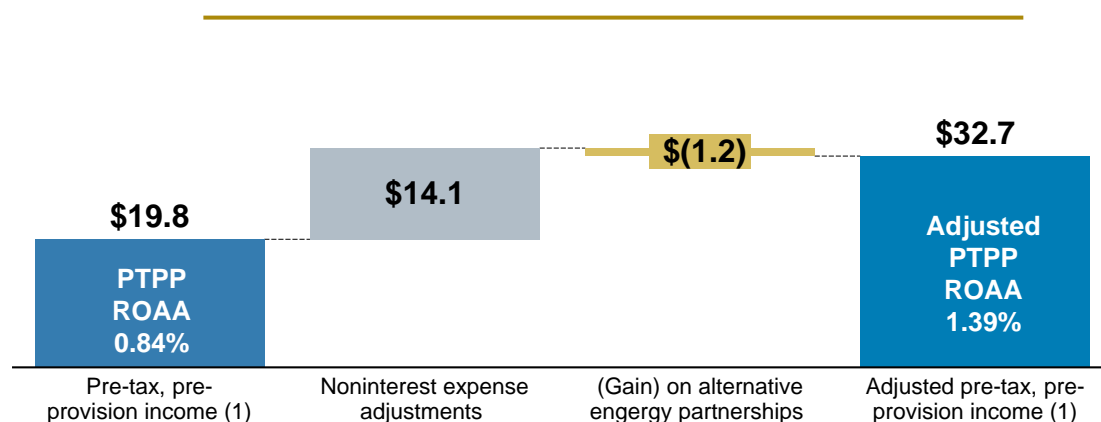 $19.8
$14.1
$(1.2)
$32.7
PTPP
ROAA
0.84%
Adjusted
PTPP
ROAA
1.39%
Pre-tax, pre-
provision income (1)
Noninterest expense
adjustments
(Gain) on alternative
engergy partnerships
Adjusted pre-tax, pre-
provision income (1)